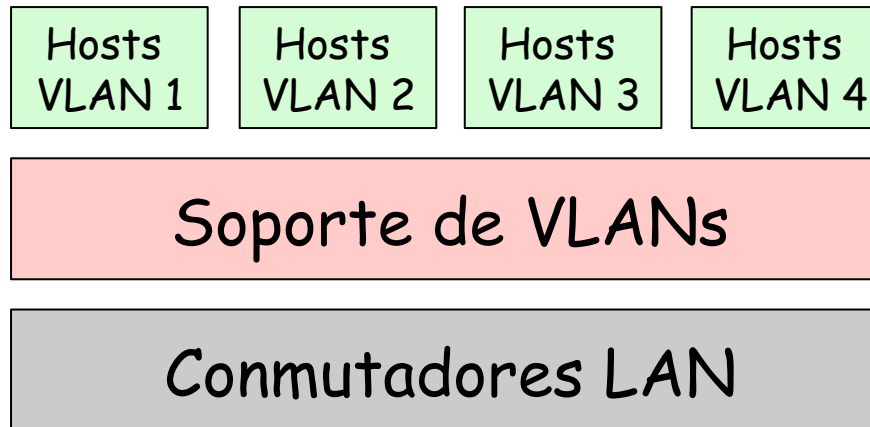 Hosts
VLAN 1
Hosts
VLAN 2
Hosts
VLAN 3
Hosts
VLAN 4
Soporte de VLANs
Conmutadores LAN